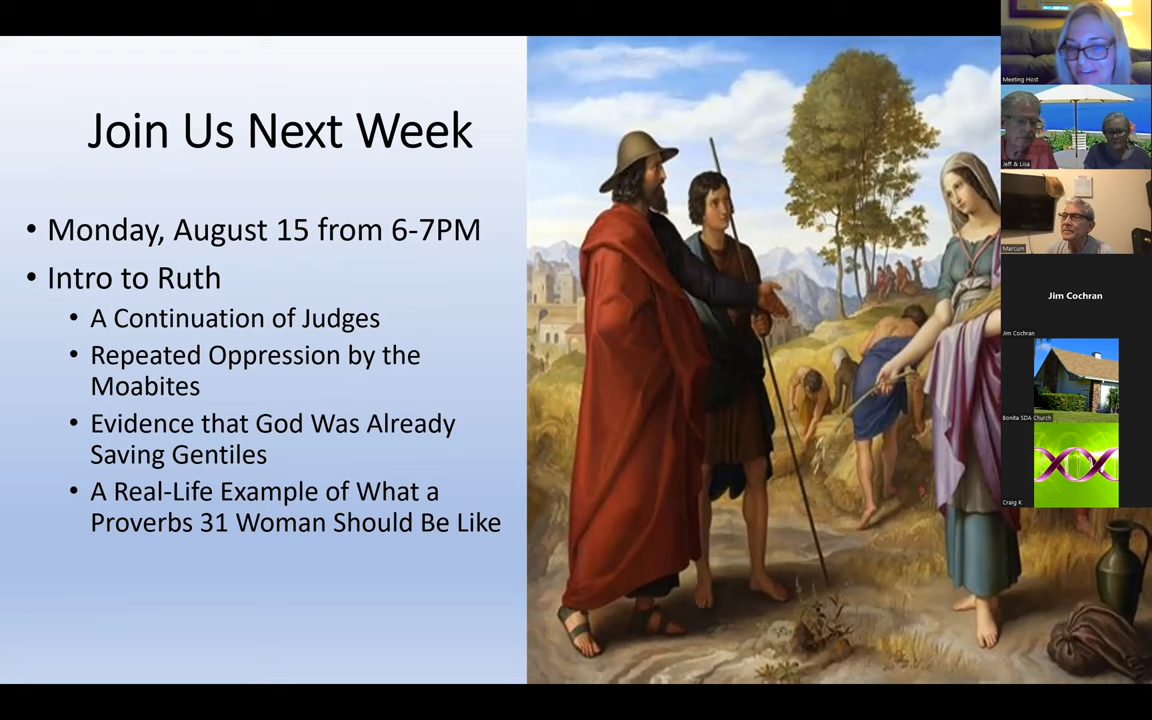 Join Us Next Week
• Monday, August 15 from 6-7PM
• Intro to Ruth
• A Continuation of Judges
• Repeated Oppression by the
Moabites
• Evidence that God Was Already
Saving Gentiles
• A Real-Life Example of What a
Proverbs 31 Woman Should Be Like
Meeting Host
Jeff & Lisa
Marcum
Jim Cochran
Jim Cochran
Bonita SDA Church
Craig K